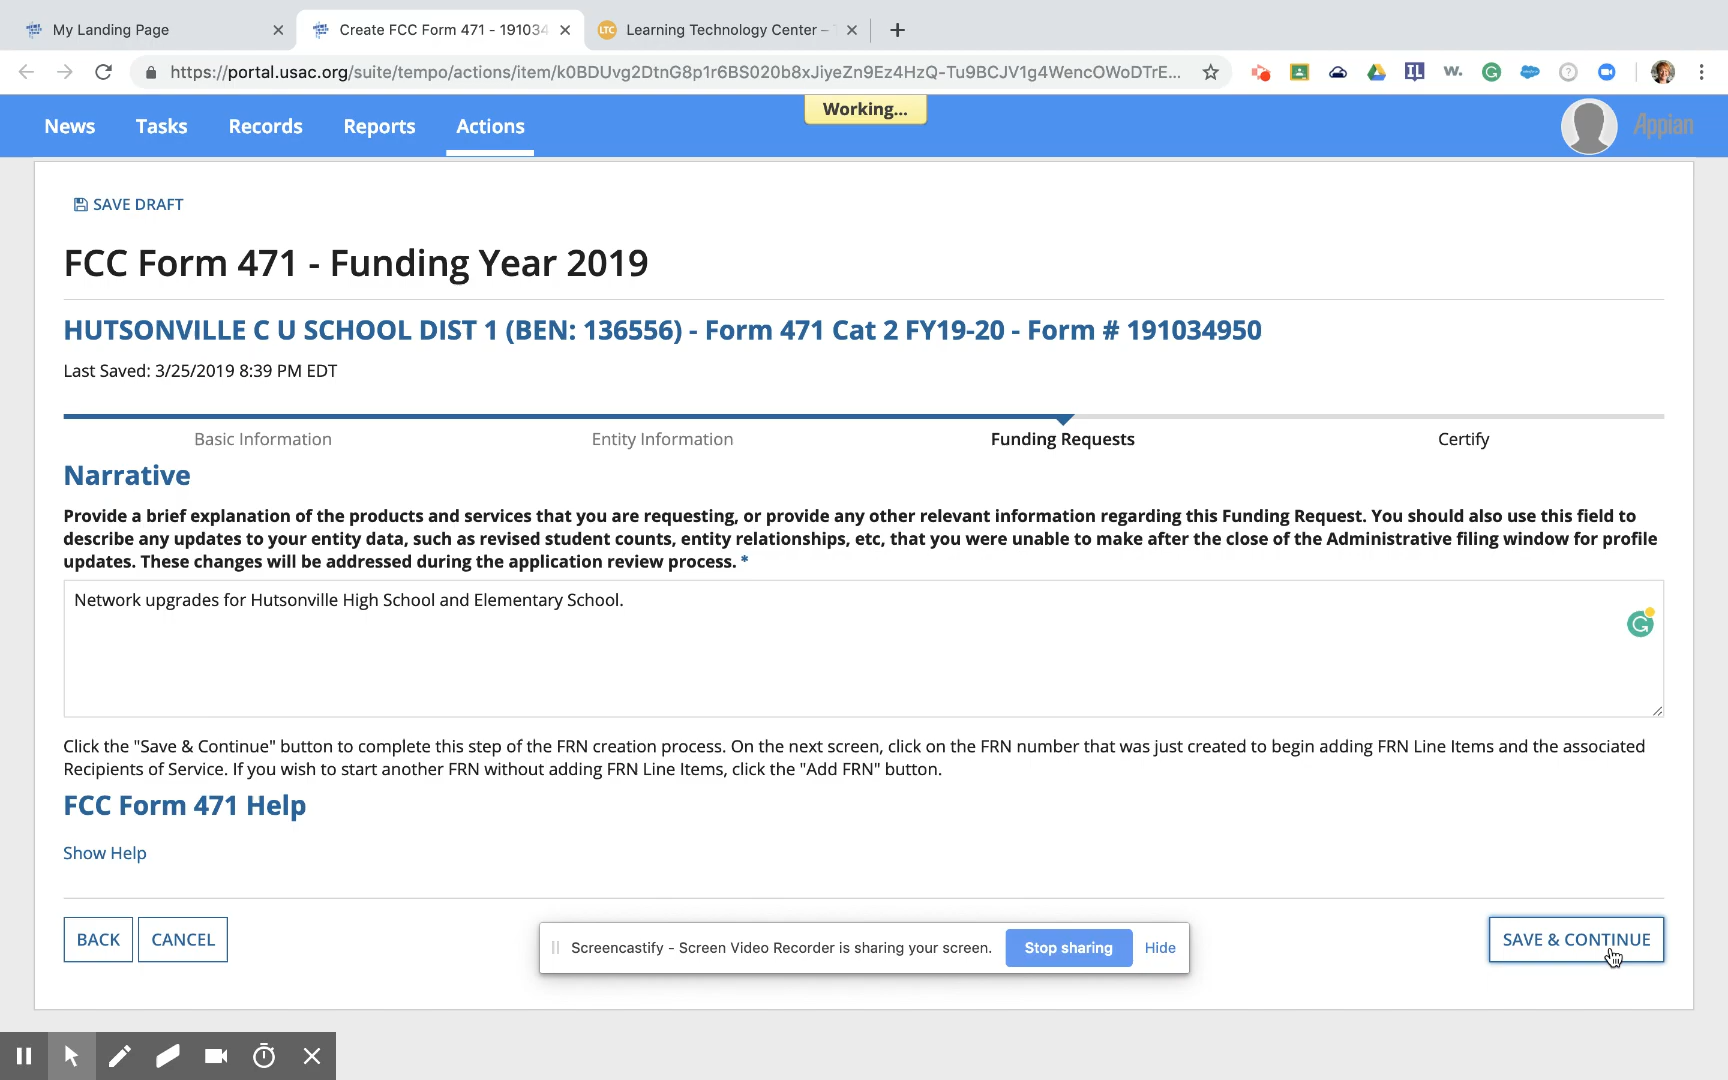 My Landing Page
Create FCC Form 471 - 19103
LTC Learning Technology Center –
https://portal.usac.org/suite/tempo/actions/item/k0BDUvg2DtnG8p1r6BS020b8xJiyeZn9Ez4HzQ-Tu9BCJV1g4WencOWoDTrE...
IL
w.
News
Tasks
Records
Reports
Actions
Working...
Appian
SAVE DRAFT
FCC Form 471 - Funding Year 2019
HUTSONVILLE C U SCHOOL DIST 1 (BEN: 136556) - Form 471 Cat 2 FY19-20 - Form # 191034950
Last Saved: 3/25/2019 8:39 PM EDT
Basic Information
Entity Information
Funding Requests
Certify
Narrative
Provide a brief explanation of the products and services that you are requesting, or provide any other relevant information regarding this Funding Request. You should also use this field to
describe any updates to your entity data, such as revised student counts, entity relationships, etc, that you were unable to make after the close of the Administrative filing window for profile
updates. These changes will be addressed during the application review process. *
Network upgrades for Hutsonville High School and Elementary School.
Click the "Save & Continue" button to complete this step of the FRN creation process. On the next screen, click on the FRN number that was just created to begin adding FRN Line Items and the associated
Recipients of Service. If you wish to start another FRN without adding FRN Line Items, click the "Add FRN" button.
FCC Form 471 Help
Show Help
BACK
CANCEL
Screencastify - Screen Video Recorder is sharing your screen.
Stop sharing
Hide
SAVE & CONTINUE